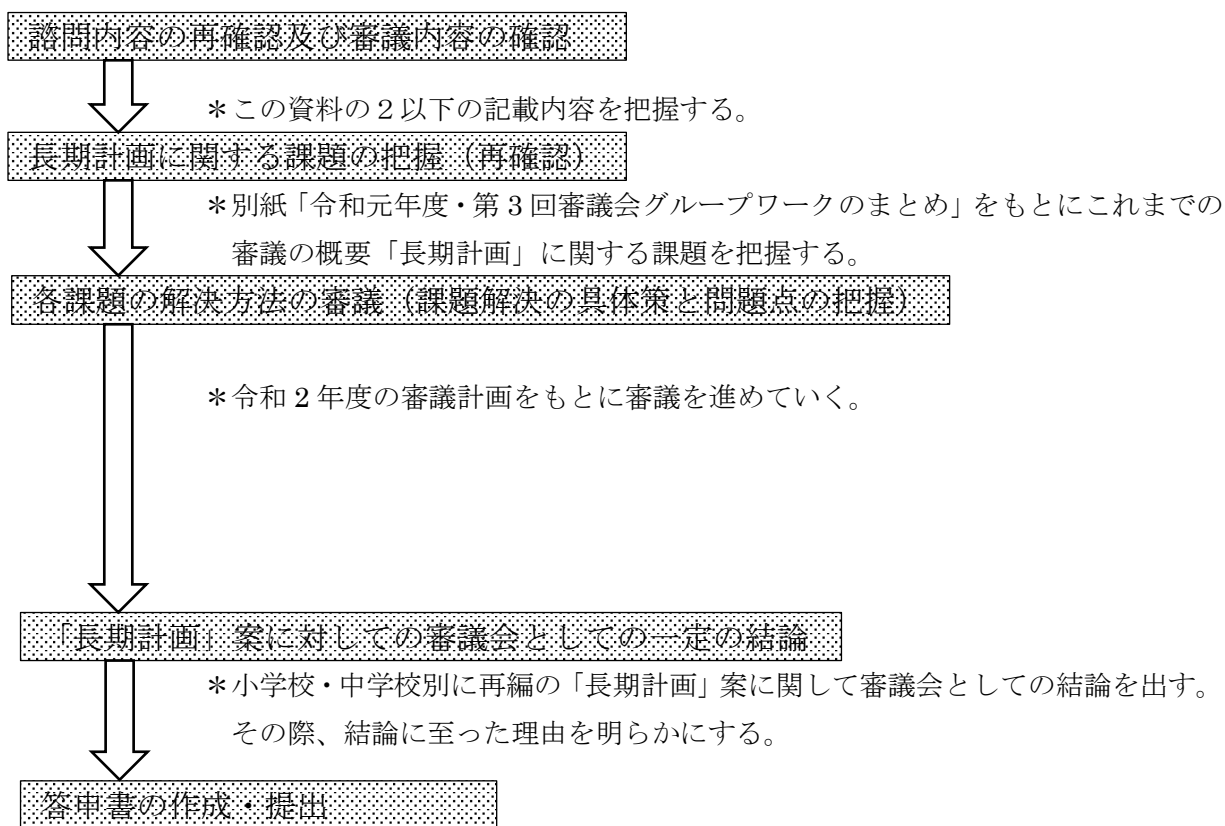 諮問内容の再確認及び審議内容の確認
＊この資料の２以下の記載内容を把握する。
長期計画に関する課題の把握（再確認）
＊別紙「令和元年度・第３回審議会グループワークのまとめ」をもとにこれまでの
審議の概要「長期計画」に関する課題を把握する。
各課題の解決方法の審議（課題解決の具体策と問題点の把握）
＊令和２年度の審議計画をもとに審議を進めていく。
「長期計画」案に対しての審議会としての一定の結論
＊小学校・中学校別に再編の「長期計画」案に関して審議会としての結論を出す。
その際、結論に至った理由を明らかにする。
答申書の作成・提出